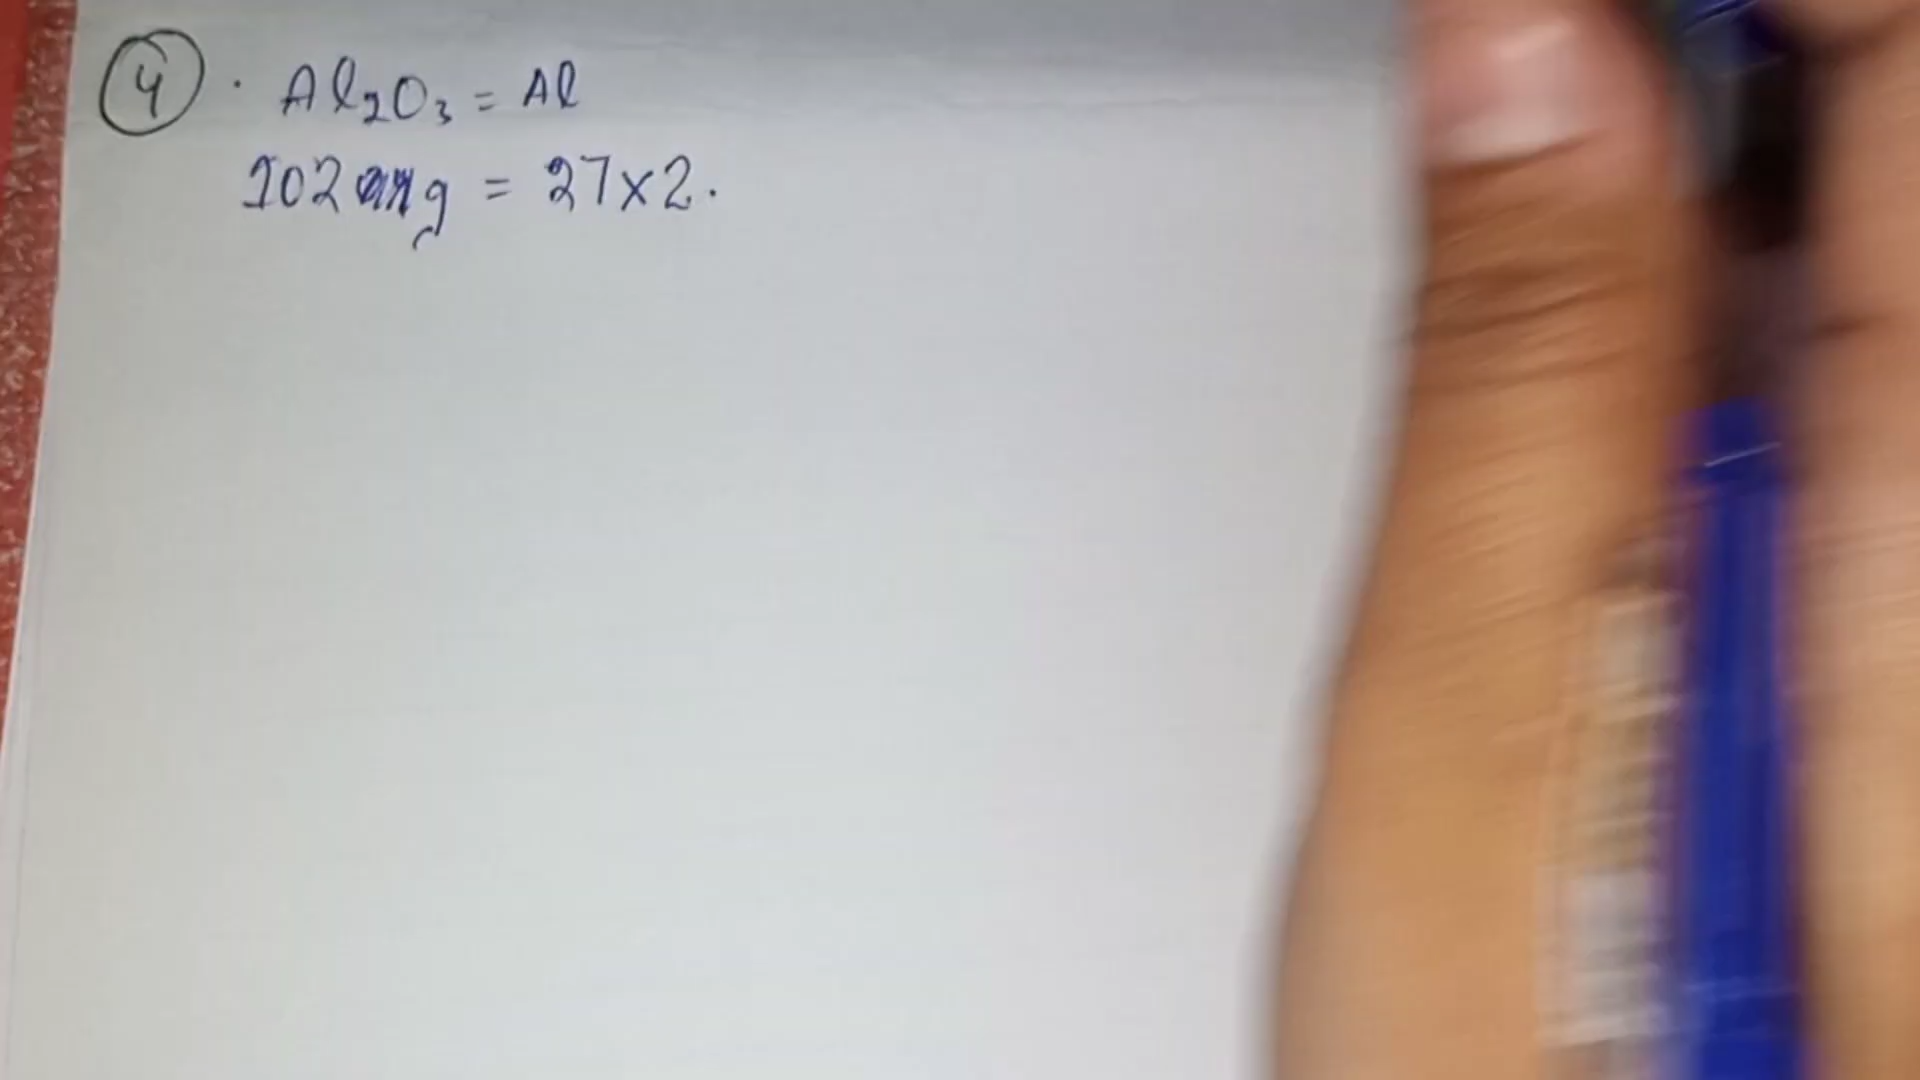 4 . Al₂O₃ = Al
102 g = 27×2.